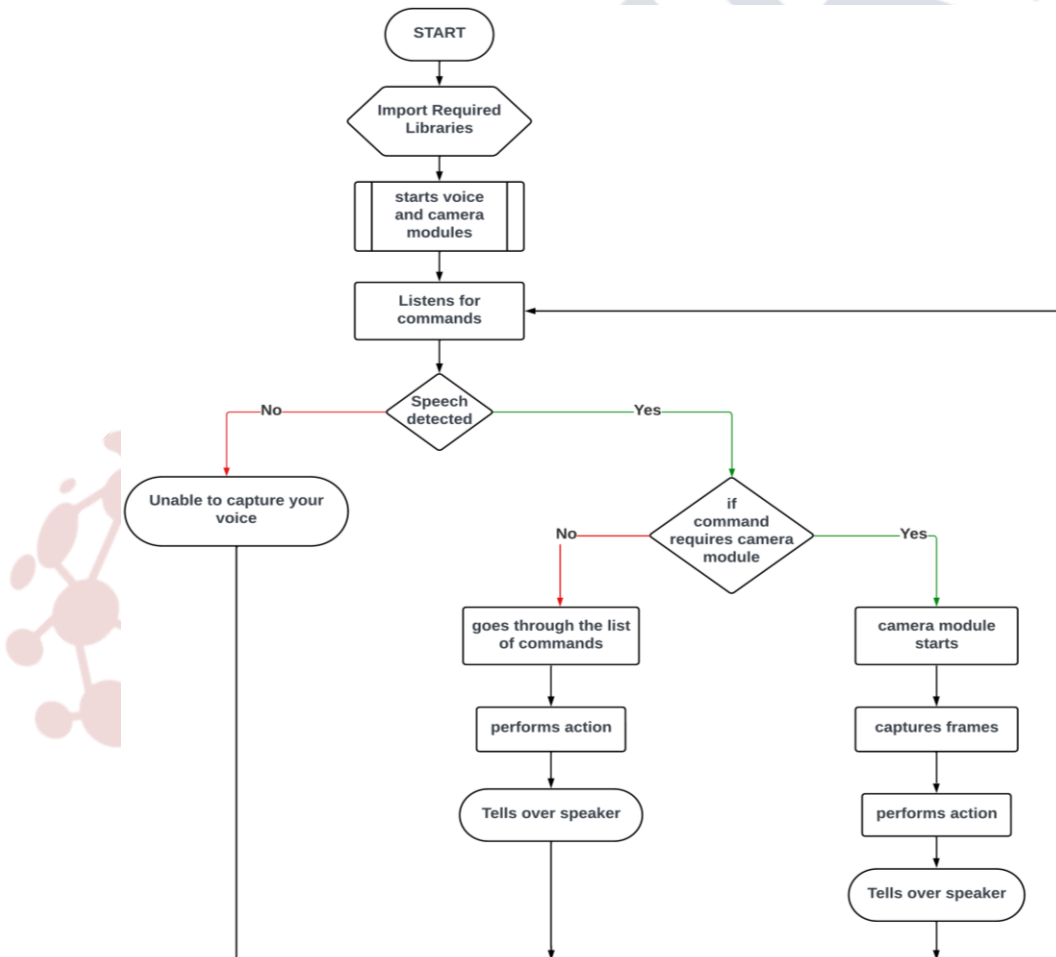 START
Import Required
Libraries
starts voice
and camera
modules
Listens for
commands
Speech
detected
No
Yes
Unable to capture your
voice
if
command
requires camera
module
No
Yes
goes through the list
of commands
camera module
starts
performs action
captures frames
Tells over speaker
performs action
Tells over speaker